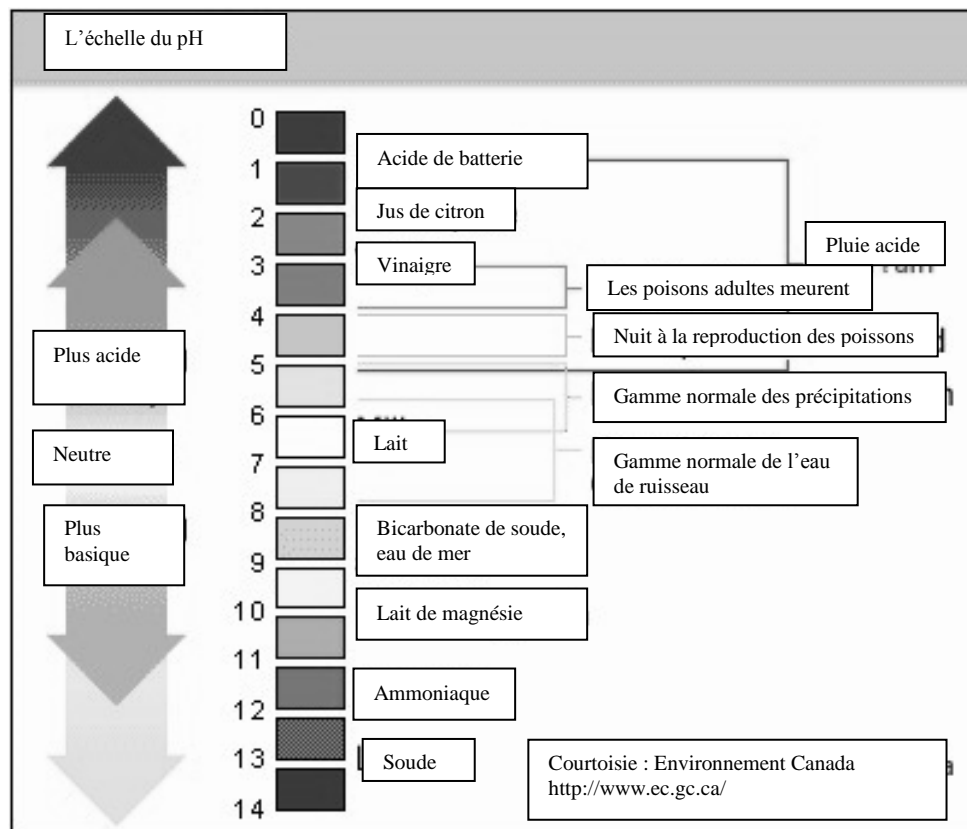 L'échelle du pH
0
Acide de batterie
1
Jus de citron
2
Pluie acide
3
Vinaigre
Les poisons adultes meurent
4
Nuit à la reproduction des poissons
Plus acide
5
Gamme normale des précipitations
6
Neutre
Lait
7
Gamme normale de l'eau
de ruisseau
8
Plus
basique
Bicarbonate de soude,
eau de mer
9
10
Lait de magnésie
11
Ammoniaque
12
13
Soude
Courtoisie : Environnement Canada
http://www.ec.gc.ca/
14